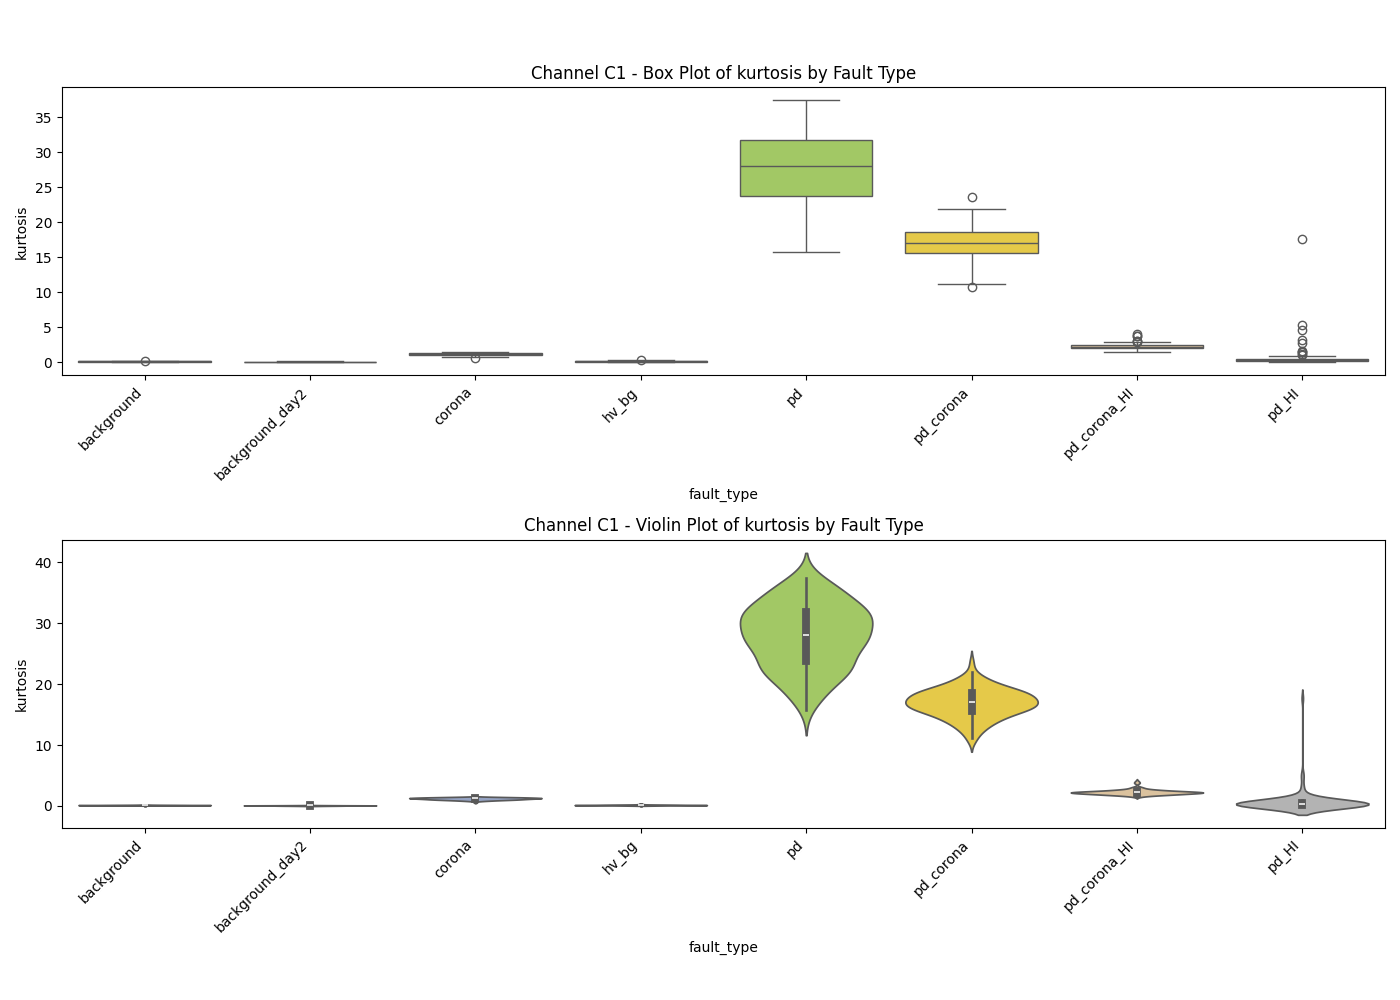 Channel C1 - Box Plot of kurtosis by Fault Type
kurtosis
35
30
25
20
15
10
5
0
background
background_day2
corona
hv_bg
pd
pd_corona
pd_corona_HI
pd_HI
fault_type
Channel C1 - Violin Plot of kurtosis by Fault Type
kurtosis
40
30
20
10
0
background
background_day2
corona
hv_bg
pd
pd_corona
pd_corona_HI
pd_HI
fault_type